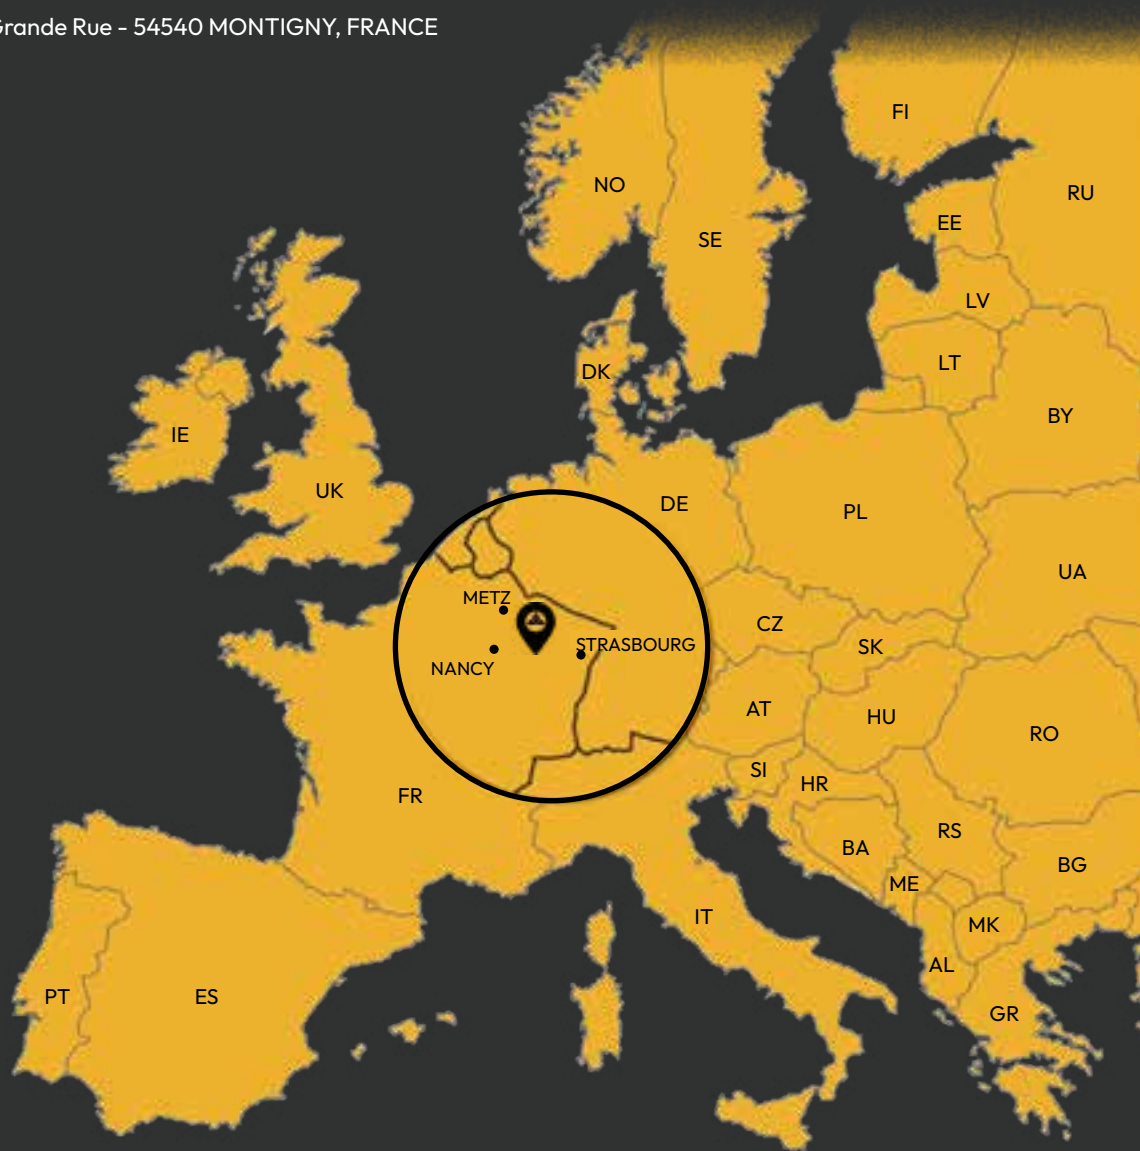 Grande Rue - 54540 MONTIGNY, FRANCE
FI
NO
RU
EE
SE
LV
LT
DK
BY
IE
UK
DE
PL
UA
METZ
CZ
STRASBOURG
SK
NANCY
AT
HU
RO
SI
HR
FR
RS
BA
BG
ME
IT
MK
AL
PT
ES
GR